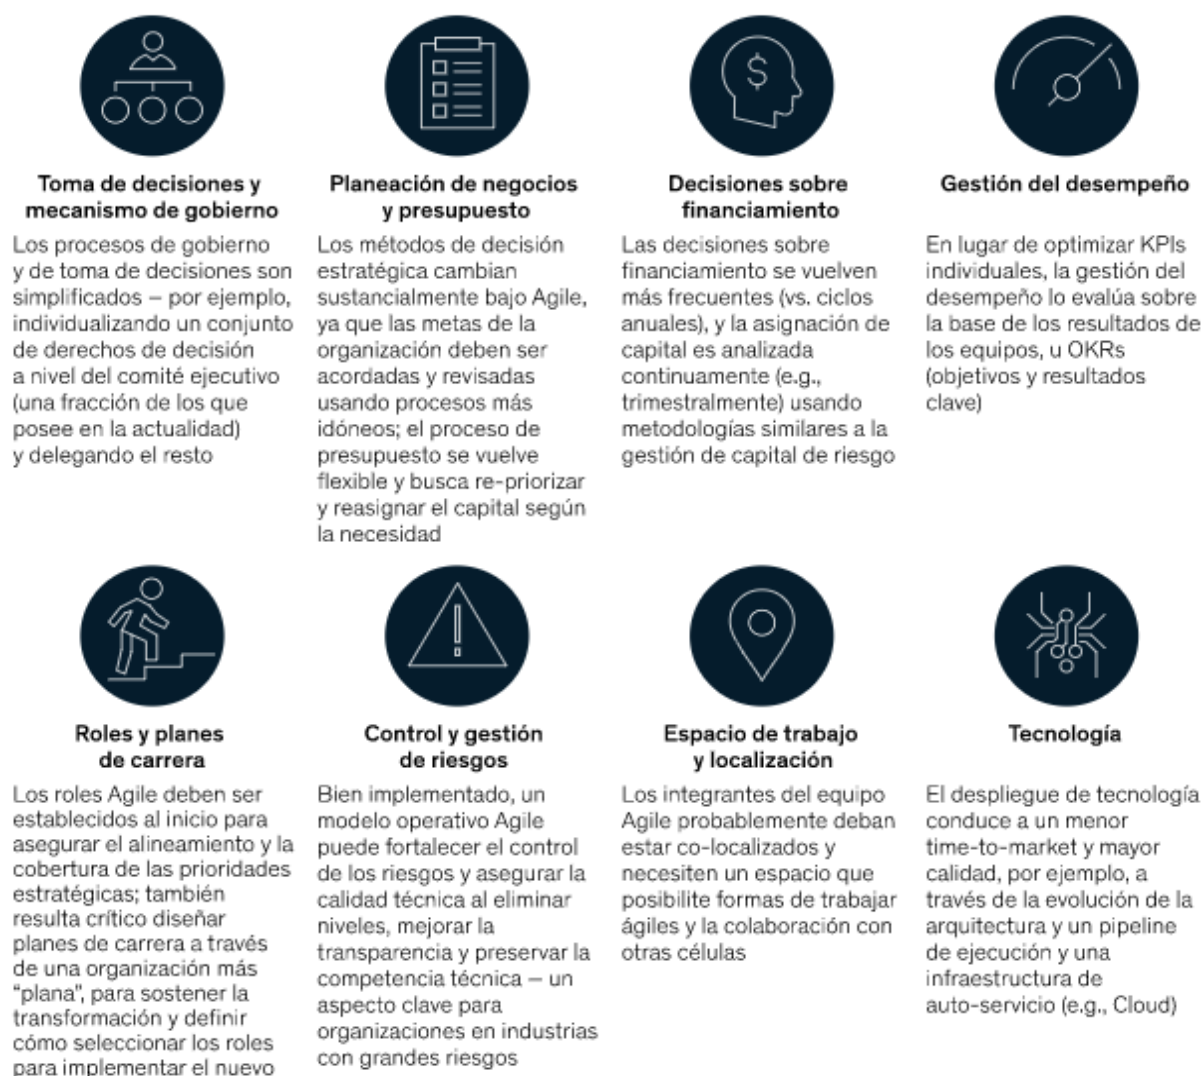 Toma de decisiones y
mecanismo de gobierno
Los procesos de gobierno
y de toma de decisiones son
simplificados – por ejemplo,
individualizando un conjunto
de derechos de decisión
a nivel del comité ejecutivo
(una fracción de los que
posee en la actualidad)
y delegando el resto
Planeación de negocios
y presupuesto
Los métodos de decisión
estratégica cambian
sustancialmente bajo Agile,
ya que las metas de la
organización deben ser
acordadas y revisadas
usando procesos más
idóneos; el proceso de
presupuesto se vuelve
flexible y busca re-priorizar
y reasignar el capital según
la necesidad
$
Decisiones sobre
financiamiento
Las decisiones sobre
financiamiento se vuelven
más frecuentes (vs. ciclos
anuales), y la asignación de
capital es analizada
continuamente (e.g.,
trimestralmente) usando
metodologías similares a la
gestión de capital de riesgo
Gestión del desempeño
En lugar de optimizar KPIs
individuales, la gestión del
desempeño lo evalúa sobre
la base de los resultados de
los equipos, u OKRs
(objetivos y resultados
clave)
Roles y planes
de carrera
Los roles Agile deben ser
establecidos al inicio para
asegurar el alineamiento y la
cobertura de las prioridades
estratégicas; también
resulta crítico diseñar
planes de carrera a través
de una organización más
“plana”, para sostener la
transformación y definir
cómo seleccionar los roles
para implementar el nuevo
!
Control y gestión
de riesgos
Bien implementado, un
modelo operativo Agile
puede fortalecer el control
de los riesgos y asegurar la
calidad técnica al eliminar
niveles, mejorar la
transparencia y preservar la
competencia técnica – un
aspecto clave para
organizaciones en industrias
con grandes riesgos
Espacio de trabajo
y localización
Los integrantes del equipo
Agile probablemente deban
estar co-localizados y
necesiten un espacio que
posibilite formas de trabajar
ágiles y la colaboración con
otras células
Tecnología
El despliegue de tecnología
conduce a un menor
time-to-market y mayor
calidad, por ejemplo, a
través de la evolución de la
arquitectura y un pipeline
de ejecución y una
infraestructura de
auto-servicio (e.g., Cloud)